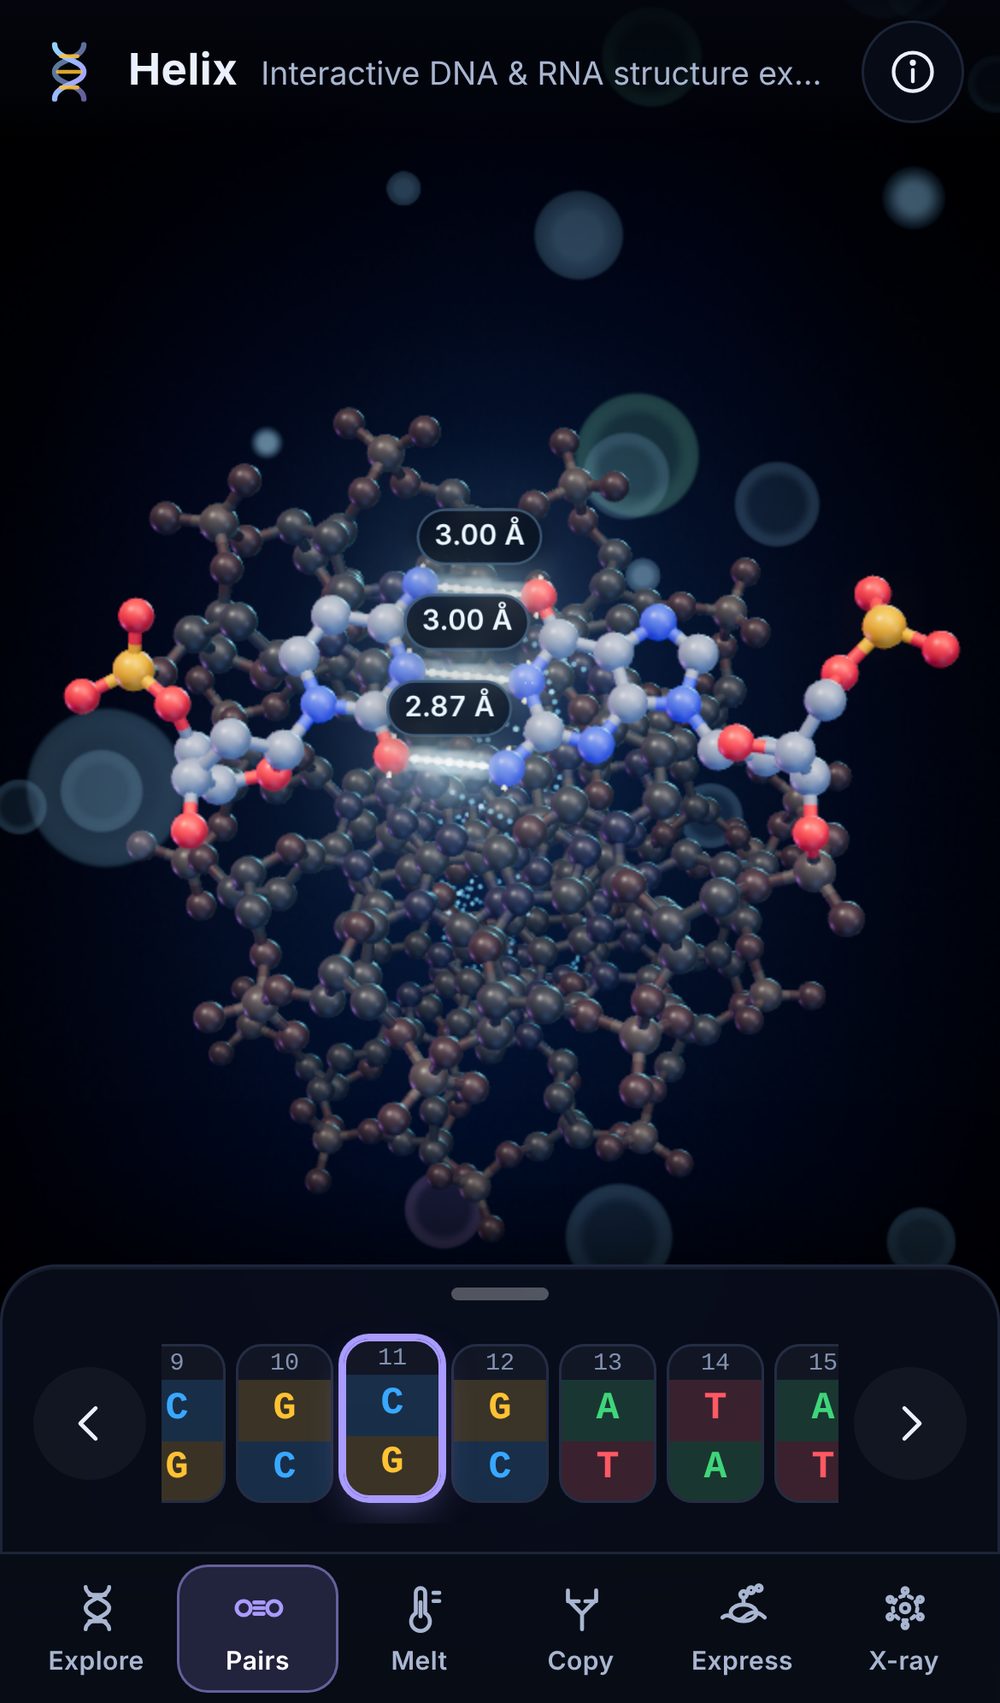 Helix Interactive DNA & RNA structure ex...
3.00 Å
3.00 Å
2.87 Å
9 10 11 12 13 14 15
C G C G A T A
G C G C T A T
Explore Pairs Melt Copy Express X-ray